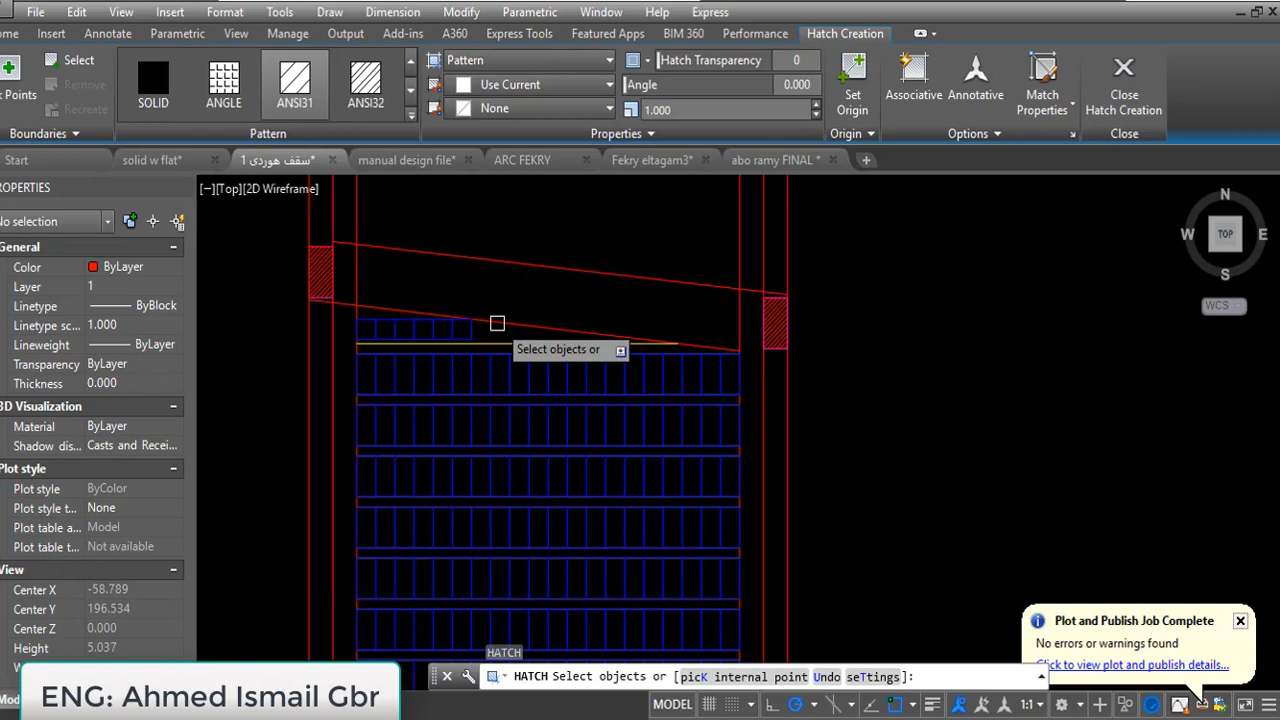 File Edit View Insert Format Tools Draw Dimension Modify Parametric Window Help Express
ome Insert Annotate Parametric View Manage Output Add-ins A360 Express Tools Featured Apps BIM 360 Performance Hatch Creation
Points
Select
Remove
Recreate
Boundaries
SOLID
ANGLE
ANSI31
ANSI32
Pattern
Pattern
Use Current
None
Hatch Transparency 0
Angle 0.000
1.000
Properties
Set
Origin
Origin
Associative
Annotative
Match
Properties
Options
Close
Hatch Creation
Close
Start
solid w flat*
سقف هوردى 1*
manual design file*
ARC FEKRY
Fekry eltagam3*
abo ramy FINAL *
PROPERTIES
No selection
General
Color ByLayer
Layer 1
Linetype ByBlock
Linetype sc... 1.000
Lineweight ByLayer
Transparency ByLayer
Thickness 0.000
3D Visualization
Material ByLayer
Shadow dis... Casts and Recei...
Plot style
Plot style ByColor
Plot style t... None
Plot table a... Model
Plot table t... Not available
View
Center X -58.789
Center Y 196.534
Center Z 0.000
Height 5.037
[−][Top][2D Wireframe]
N
W TOP E
S
WCS
Select objects or
HATCH
HATCH Select objects or [picK internal point Undo seTtings]:
Plot and Publish Job Complete
No errors or warnings found
Click to view plot and publish details...
MODEL
1:1
ENG: Ahmed Ismail Gbr